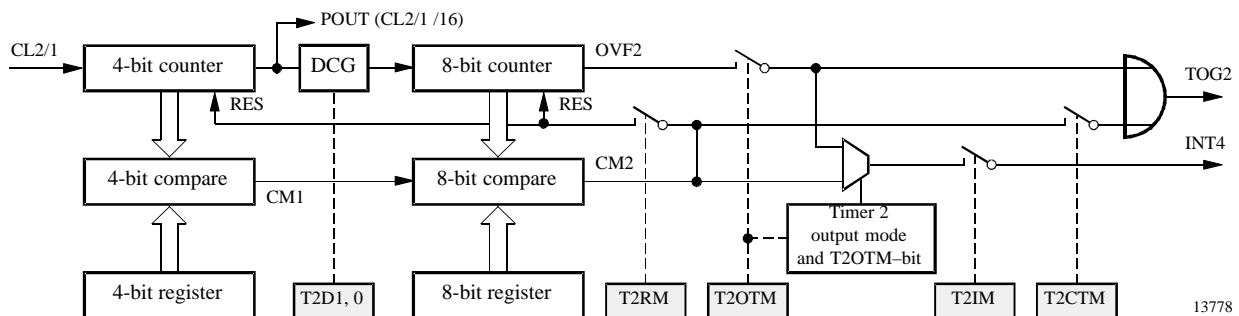 POUT (CL2/1 /16)
CL2/1
4-bit counter
DCG
8-bit counter
OVF2
TOG2
RES
RES
INT4
4-bit compare
CM1
8-bit compare
CM2
Timer 2
output mode
and T2OTM–bit
4-bit register
T2D1, 0
8-bit register
T2RM
T2OTM
T2IM
T2CTM
13778